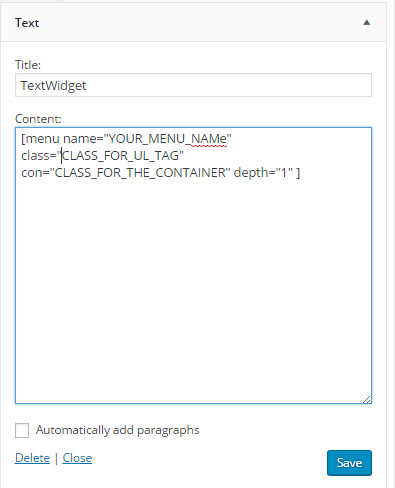 Text
Title:
TextWidget
Content:
[menu name="YOUR_MENU_NAMe"
class="CLASS_FOR_UL_TAG"
con="CLASS_FOR_THE_CONTAINER" depth="1" ]
Automatically add paragraphs
Delete | Close
Save